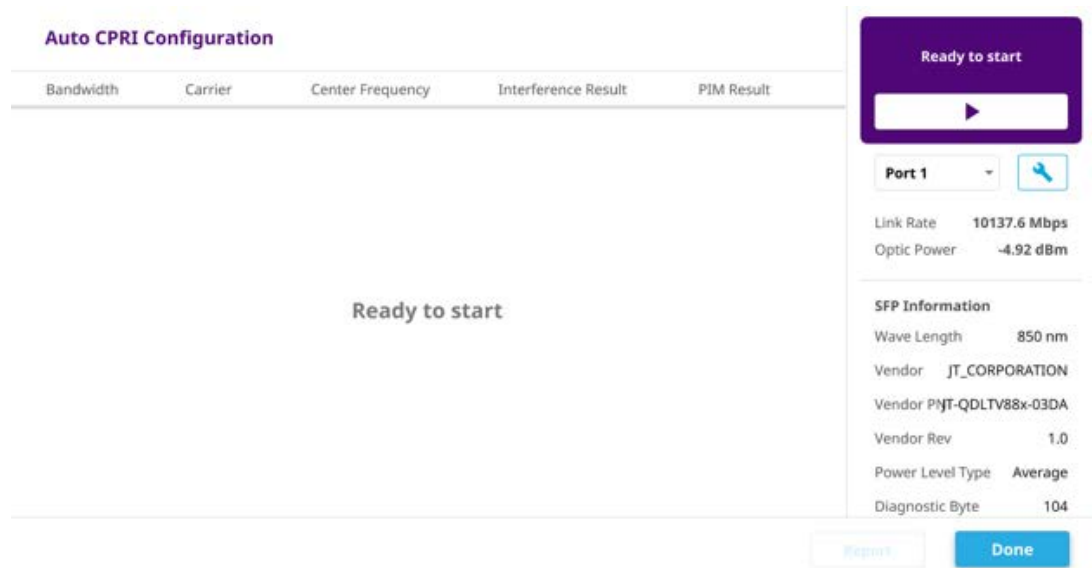 Auto CPRI Configuration
Bandwidth Carrier Center Frequency Interference Result PIM Result
Ready to start
Ready to start
Port 1
Link Rate 10137.6 Mbps
Optic Power -4.92 dBm
SFP Information
Wave Length 850 nm
Vendor JT_CORPORATION
Vendor PN JT-QDLTV88x-03DA
Vendor Rev 1.0
Power Level Type Average
Diagnostic Byte 104
Report Done